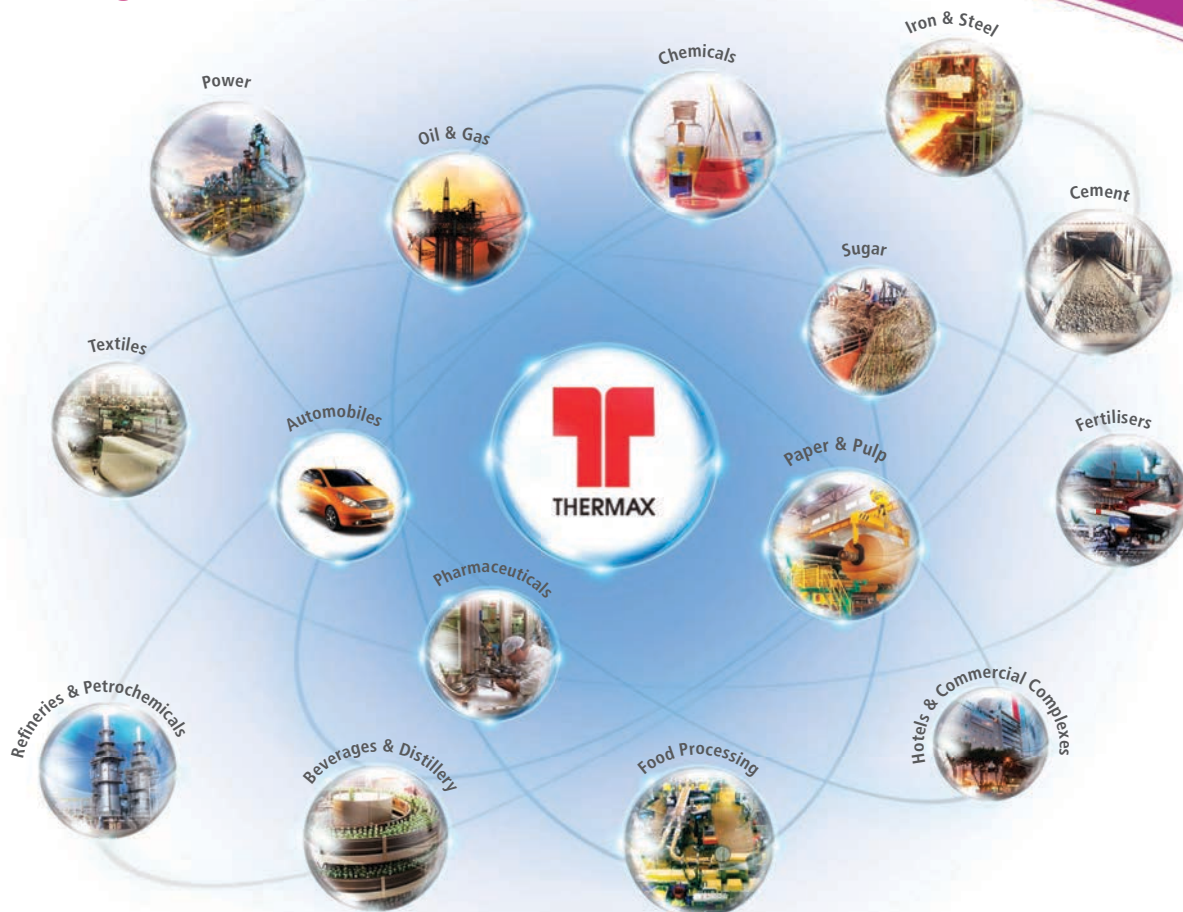 Iron & Steel
Chemicals
Power
Oil & Gas
Cement
Sugar
Textiles
Automobiles
Fertilisers
Paper & Pulp
THERMAX
Pharmaceuticals
Refineries & Petrochemicals
Hotels & Commercial Complexes
Beverages & Distillery
Food Processing